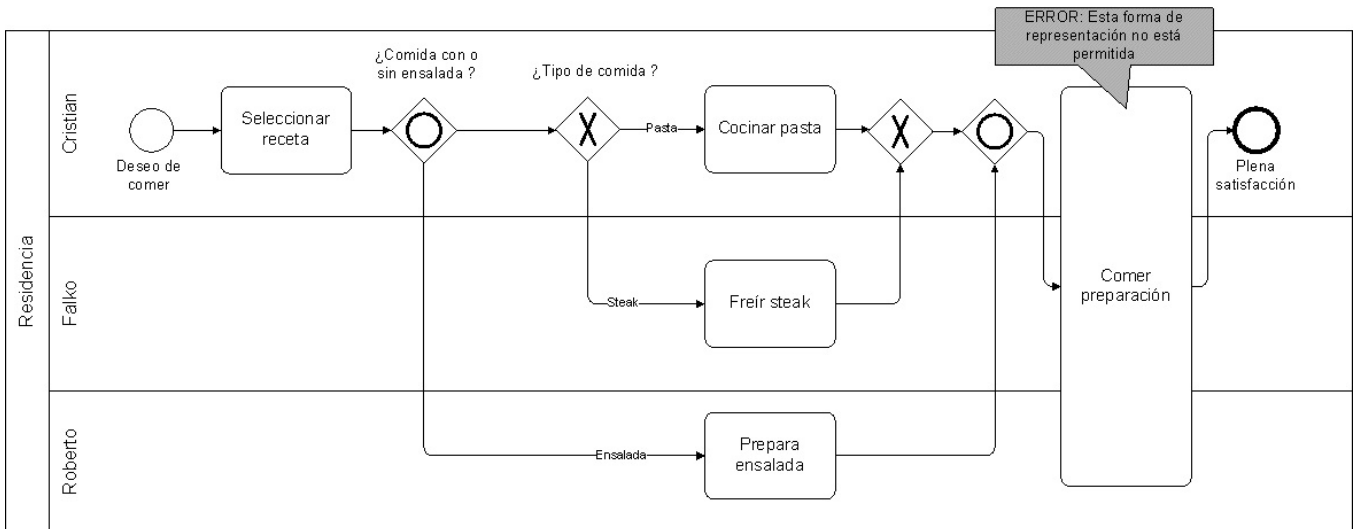 ERROR: Esta forma de
representación no está
permitida
Residencia
Cristian
Deseo de
comer
Seleccionar
receta
¿Comida con o
sin ensalada ?
¿Tipo de comida ?
Pasta
Cocinar pasta
Plena
satisfacción
Falko
Steak
Freír steak
Comer
preparación
Roberto
Ensalada
Prepara
ensalada